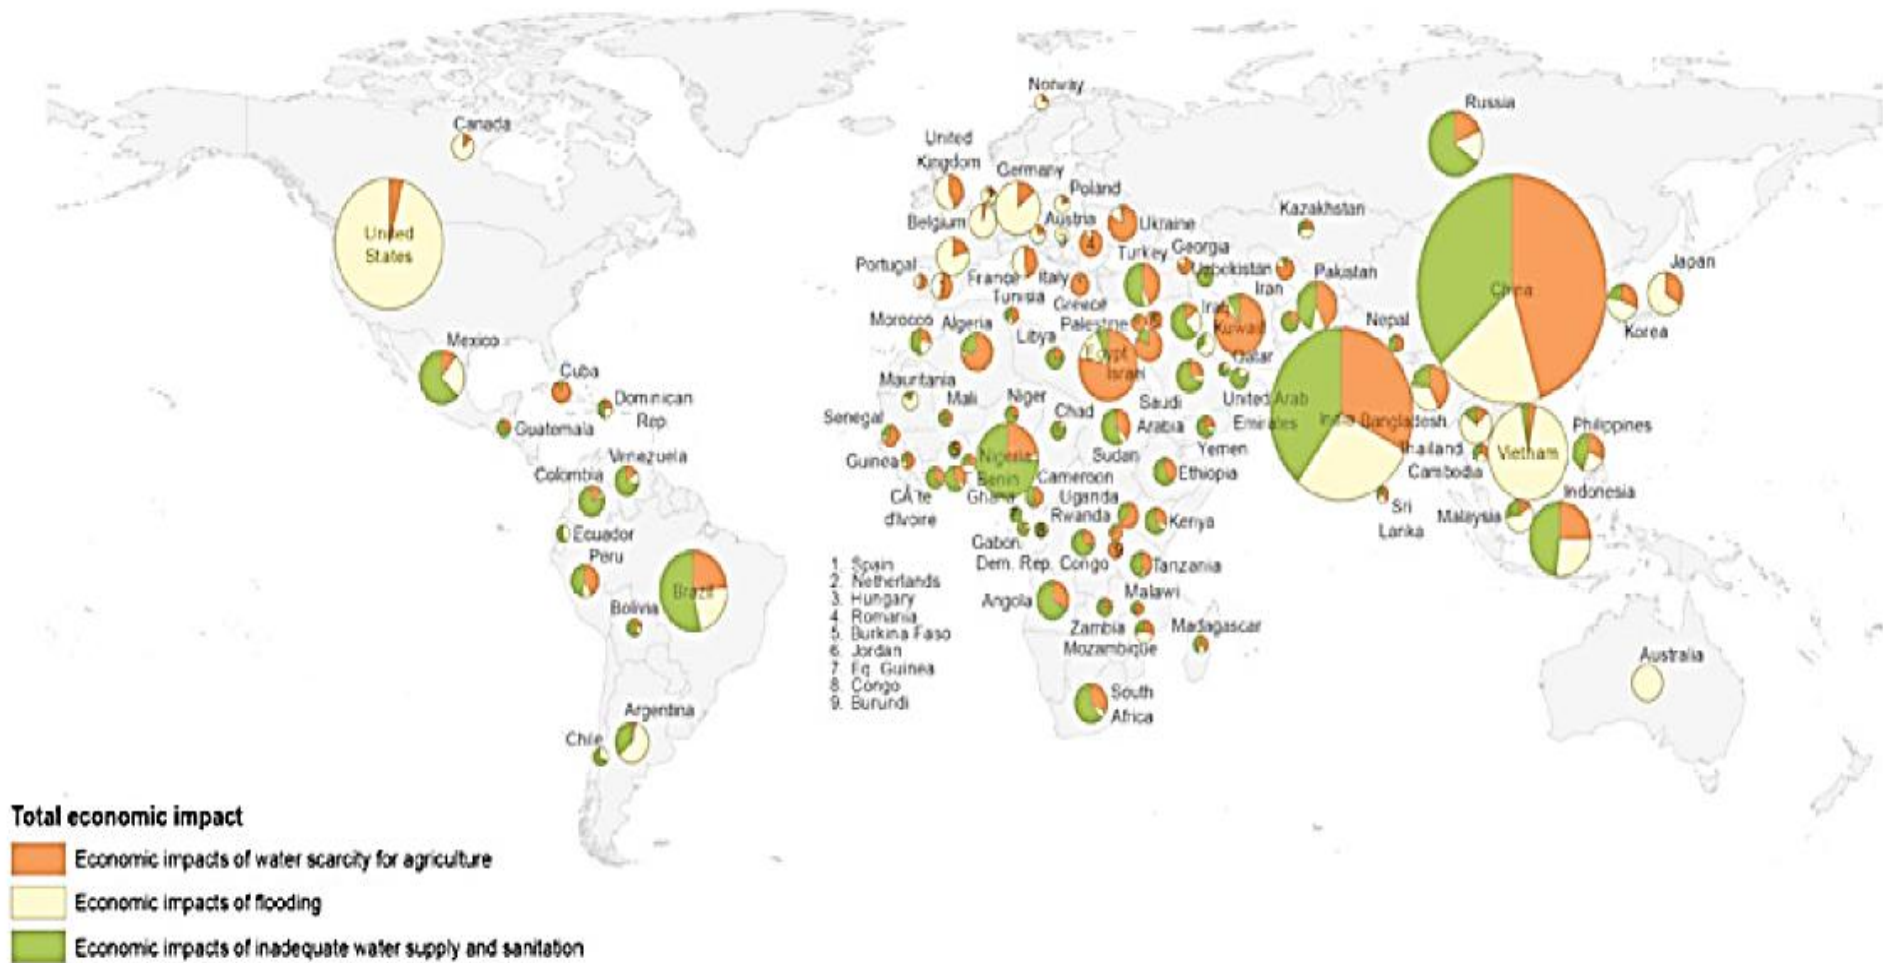 Norway
Russia
Canada
United
Kingdom
Germany
Poland
Belgium
Austria
Ukraine
Kazakhstan
United
States
Turkey
Georgia
Portugal
France
Italy
Uzbekistan
Pakistan
Iran
China
Japan
Tunisia
Greece
Morocco
Algeria
Libya
Palestine
Iraq
Kuwait
Nepal
Korea
Mexico
Egypt
Israel
Qatar
Cuba
Mauritania
Dominican
Rep
Mali
Niger
Chad
Saudi
Arabia
United Arab
Emirates
India
Bangladesh
Senegal
Guatemala
Sudan
Yemen
Thailand
Vietnam
Philippines
Venezuela
Colombia
Guinea
Nigeria
Benin
Cameroon
Ethiopia
Cambodia
CÂ´te
d'Ivoire
Ghana
Uganda
Rwanda
Kenya
Sri
Lanka
Malaysia
Indonesia
Ecuador
Peru
Gabon
Dem. Rep. Congo
Tanzania
Brazil
Bolivia
Angola
Malawi
Zambia
Madagascar
Mozambique
1. Spain
2. Netherlands
3. Hungary
4. Romania
5. Burkina Faso
6. Jordan
7. Eq. Guinea
8. Congo
9. Burundi
Australia
South
Africa
Argentina
Chile
Total economic impact
Economic impacts of water scarcity for agriculture
Economic impacts of flooding
Economic impacts of inadequate water supply and sanitation